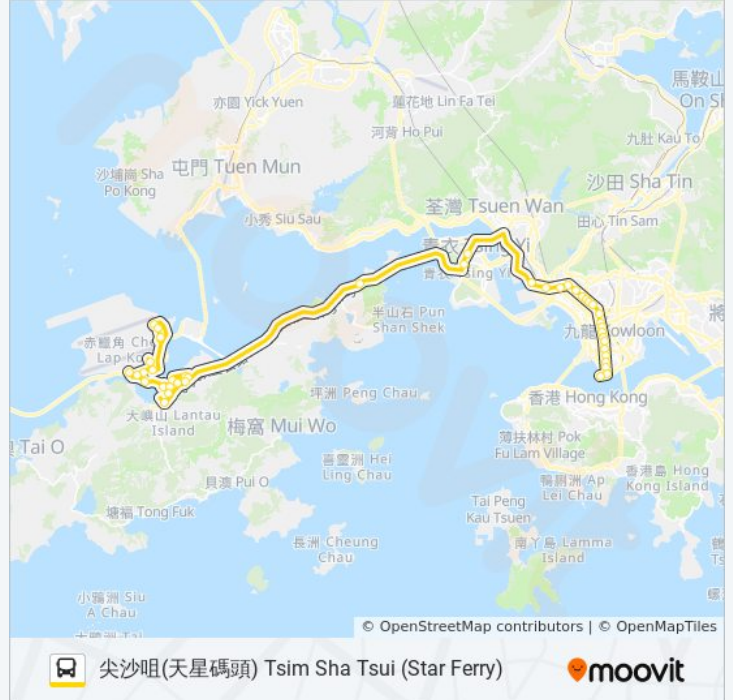 馬鞍山
On Sh
亦園 Yick Yuen
蓮花地 Lin Fa Tei
河背 Ho Pui
九肚 Kau To
沙埔崗 Sha
Po Kong
屯門 Tuen Mun
沙田 Sha Tin
荃灣 Tsuen Wan
小秀 Siu Sau
田心 Tin Sam
青衣 Tsing Yi
半山石 Pun
Shan Shek
將
九龍 Kowloon
赤鱲角 Che
Lap Ko
坪洲 Peng Chau
香港 Hong Kong
大嶼山 Lantau
Island
梅窩 Mui Wo
薄扶林村 Pok
Fu Lam Village
Tai O
喜靈洲 Hei
Ling Chau
貝澳 Pui O
鴨脷洲 Ap
Lei Chau
香港島 Hong
Kong Island
塘福 Tong Fuk
Tai Peng
Kau Tsuen
長洲 Cheung
Chau
南丫島 Lamma
Island
小鴉洲 Siu
A Chau
© OpenStreetMap contributors | © OpenMapTiles
尖沙咀(天星碼頭) Tsim Sha Tsui (Star Ferry)
moovit